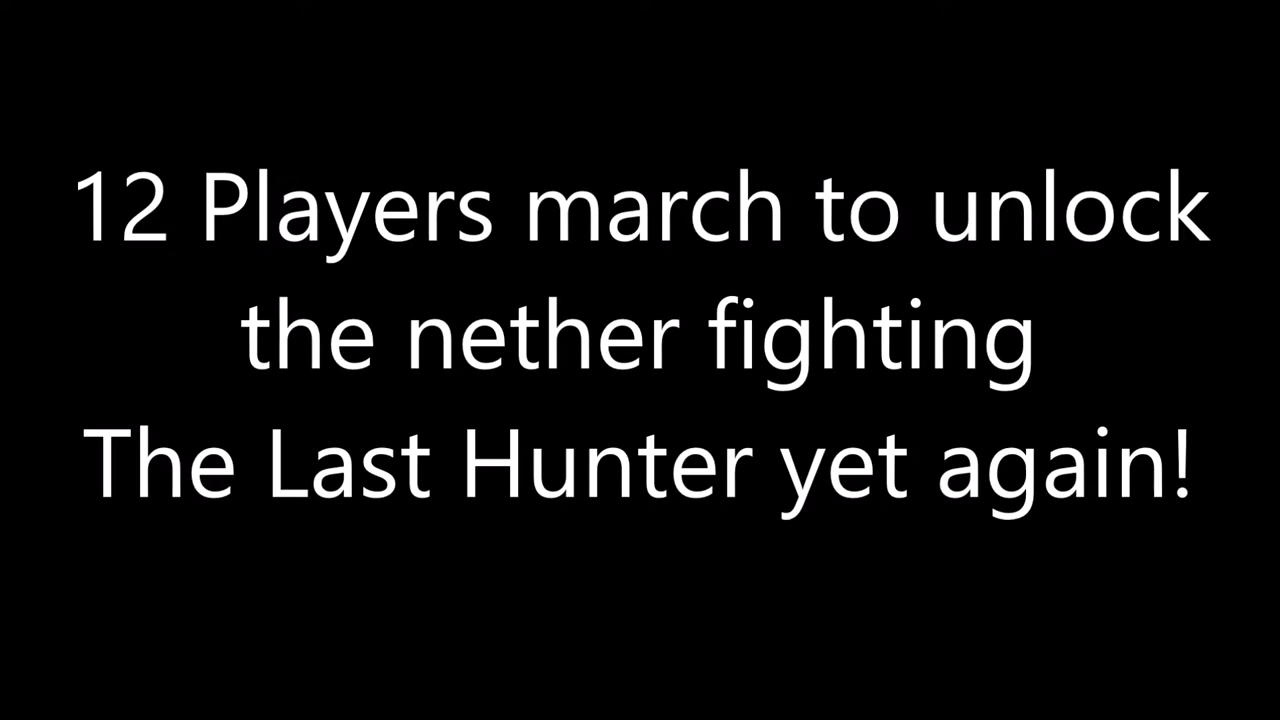 12 Players march to unlock
the nether fighting
The Last Hunter yet again!